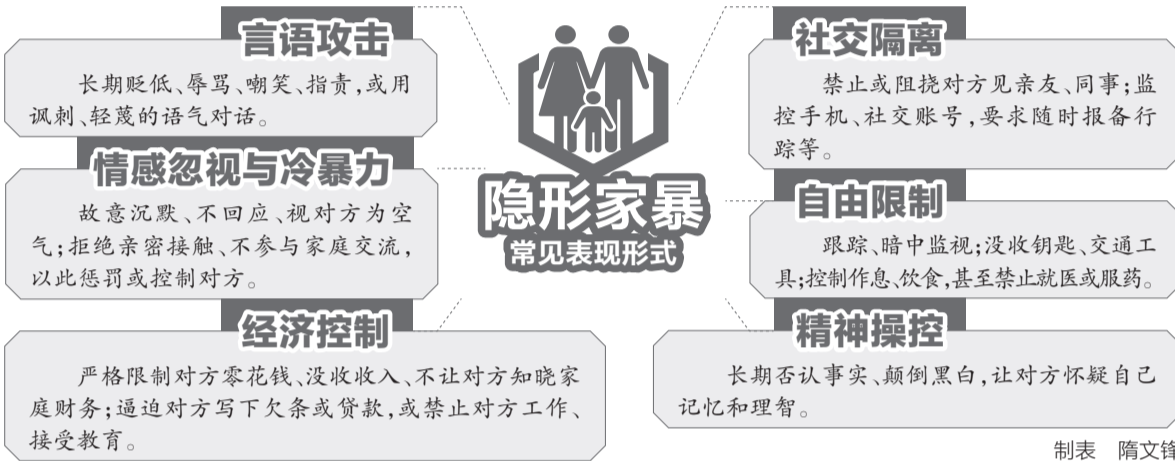 隐形家暴
常见表现形式
言语攻击
长期贬低、辱骂、嘲笑、指责,或用
讽刺、轻蔑的语气对话。
情感忽视与冷暴力
故意沉默、不回应、视对方为空
气;拒绝亲密接触、不参与家庭交流,
以此惩罚或控制对方。
经济控制
严格限制对方零花钱、没收收入、不让对方知晓家
庭财务;逼迫对方写下欠条或贷款,或禁止对方工作、
接受教育。
社交隔离
禁止或阻挠对方见亲友、同事;监
控手机、社交账号,要求随时报备行
踪等。
自由限制
跟踪、暗中监视;没收钥匙、交通工
具;控制作息、饮食,甚至禁止就医或服药。
精神操控
长期否认事实、颠倒黑白,让对方怀疑自己
记忆和理智。
制表 隋文锋